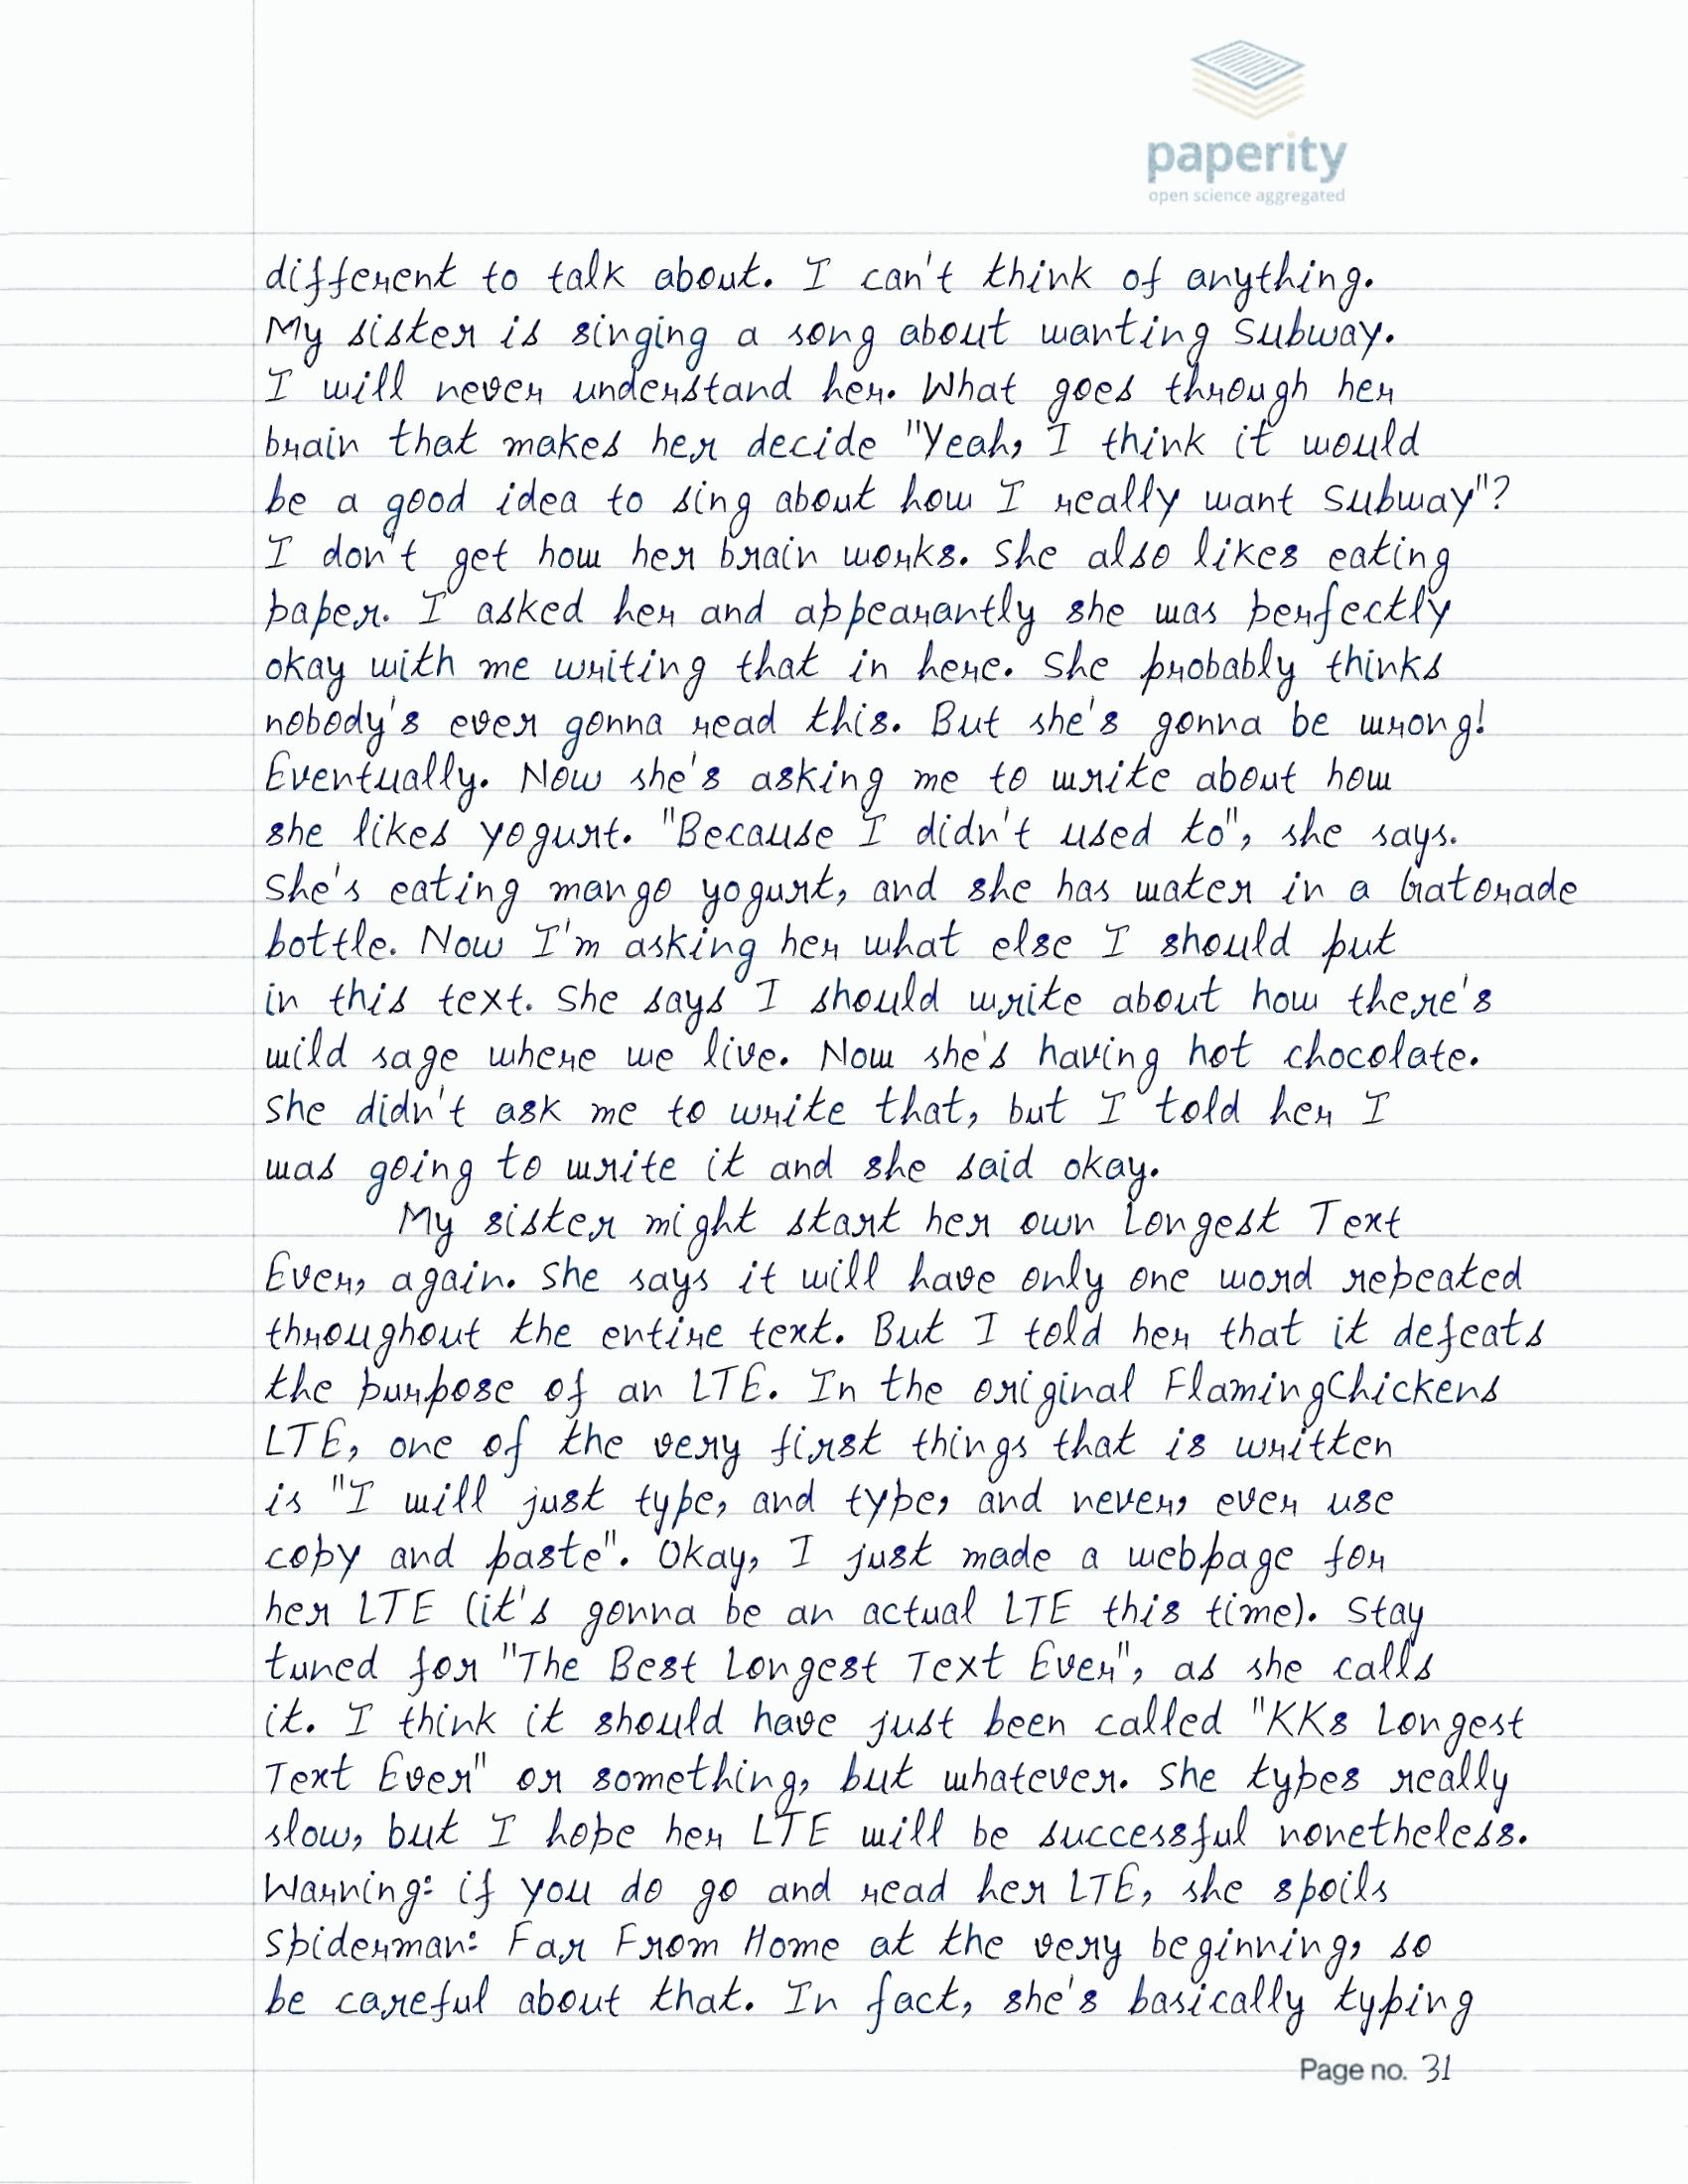 paperity
open science aggregated
different to talk about. I can't think of anything.
My sister is singing a song about wanting Subway.
I will never understand her. What goes through her
brain that makes her decide "Yeah, I think it would
be a good idea to sing about how I really want Subway"?
I don't get how her brain works. She also likes eating
paper. I asked her and appearantly she was perfectly
okay with me writing that in here. She probably thinks
nobody's ever gonna read this. But she's gonna be wrong!
Eventually. Now she's asking me to write about how
she likes yogurt. "Because I didn't used to", she says.
She's eating mango yogurt, and she has water in a Gatorade
bottle. Now I'm asking her what else I should put
in this text. She says I should write about how there's
wild sage where we live. Now she's having hot chocolate.
She didn't ask me to write that, but I told her I
was going to write it and she said okay.
My sister might start her own Longest Text
Ever, again. She says it will have only one word repeated
throughout the entire text. But I told her that it defeats
the purpose of an LTE. In the original FlamingChickens
LTE, one of the very first things that is written
is "I will just type, and type, and never, ever use
copy and paste". Okay, I just made a webpage for
her LTE (it's gonna be an actual LTE this time). Stay
tuned for "The Best Longest Text Ever", as she calls
it. I think it should have just been called "KKs Longest
Text Ever" or something, but whatever. She types really
slow, but I hope her LTE will be successful nonetheless.
Warning: if you do go and read her LTE, she spoils
Spiderman: Far From Home at the very beginning, so
be careful about that. In fact, she's basically typing
Page no. 31